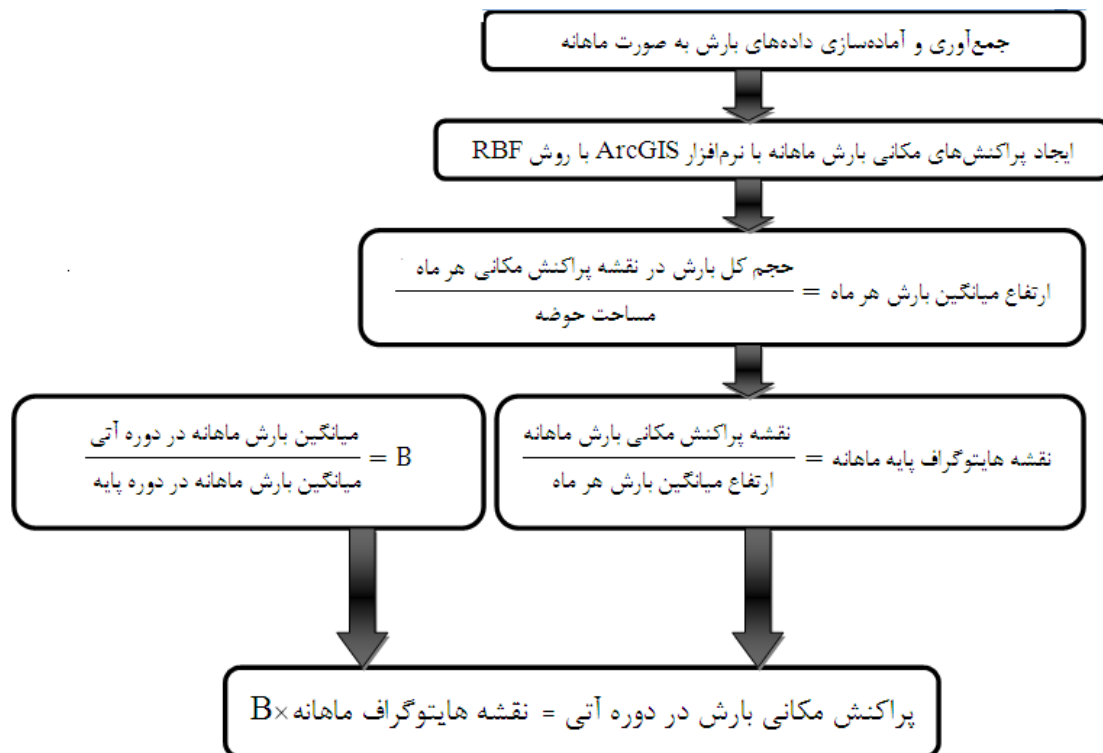 جمع‌آوری و آماده‌سازی داده‌های بارش به صورت ماهانه
ایجاد پراکنش‌های مکانی بارش ماهانه با نرم‌افزار ArcGIS با روش RBF
ارتفاع میانگین بارش هر ماه = حجم کل بارش در نقشه پراکنش مکانی هر ماه
مساحت حوضه
نقشه هایتوگراف پایه ماهانه = نقشه پراکنش مکانی بارش ماهانه
ارتفاع میانگین بارش هر ماه
B = میانگین بارش ماهانه در دوره آتی
میانگین بارش ماهانه در دوره پایه
پراکنش مکانی بارش در دوره آتی = نقشه هایتوگراف ماهانه×B